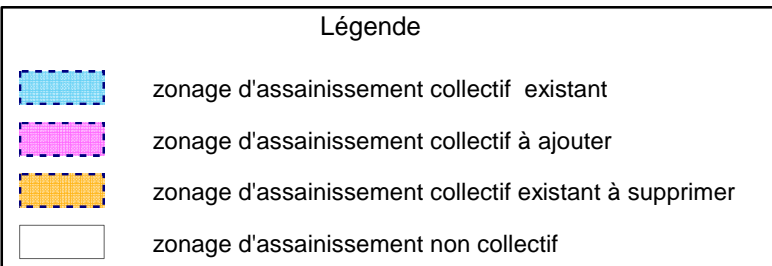 Légende
zonage d'assainissement collectif existant
zonage d'assainissement collectif à ajouter
zonage d'assainissement collectif existant à supprimer
zonage d'assainissement non collectif